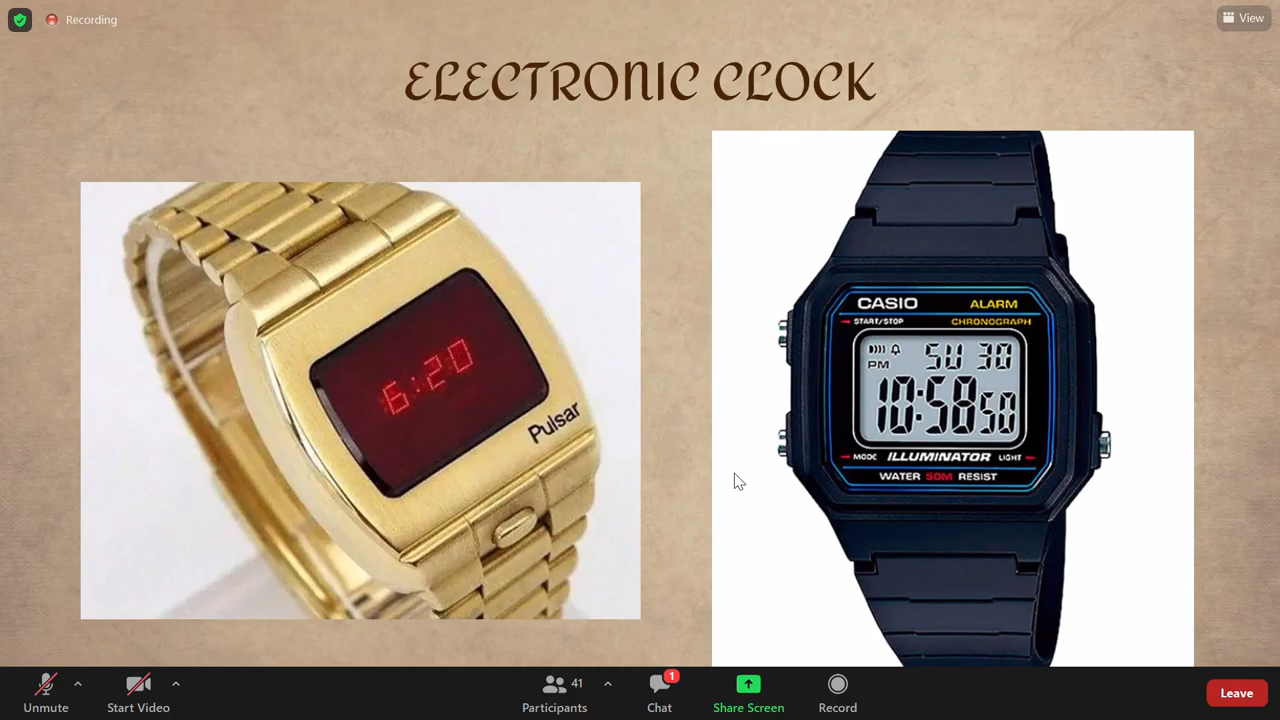 Recording
View
ELECTRONIC CLOCK
6:20
Pulsar
CASIO ALARM
START/STOP CHRONOGRAPH
SU 30
PM
10:58 50
MODE ILLUMINATOR LIGHT
WATER 50M RESIST
Unmute
Start Video
41
Participants
1
Chat
Share Screen
Record
Leave